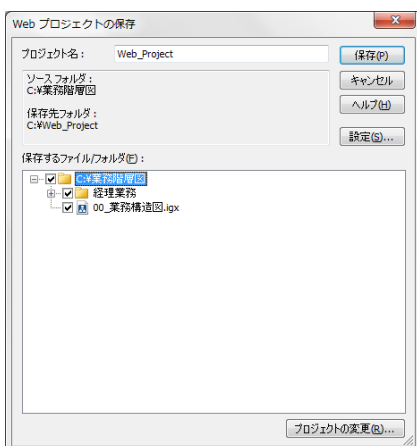 Web プロジェクトの保存
プロジェクト名： Web_Project
保存(P)
ソース フォルダ：
C:¥業務階層図
キャンセル
保存先フォルダ：
C:¥Web_Project
ヘルプ(H)
設定(S)...
保存するファイル/フォルダ(F)：
C:¥業務階層図
経理業務
00_業務構造図.igx
プロジェクトの変更(R)...